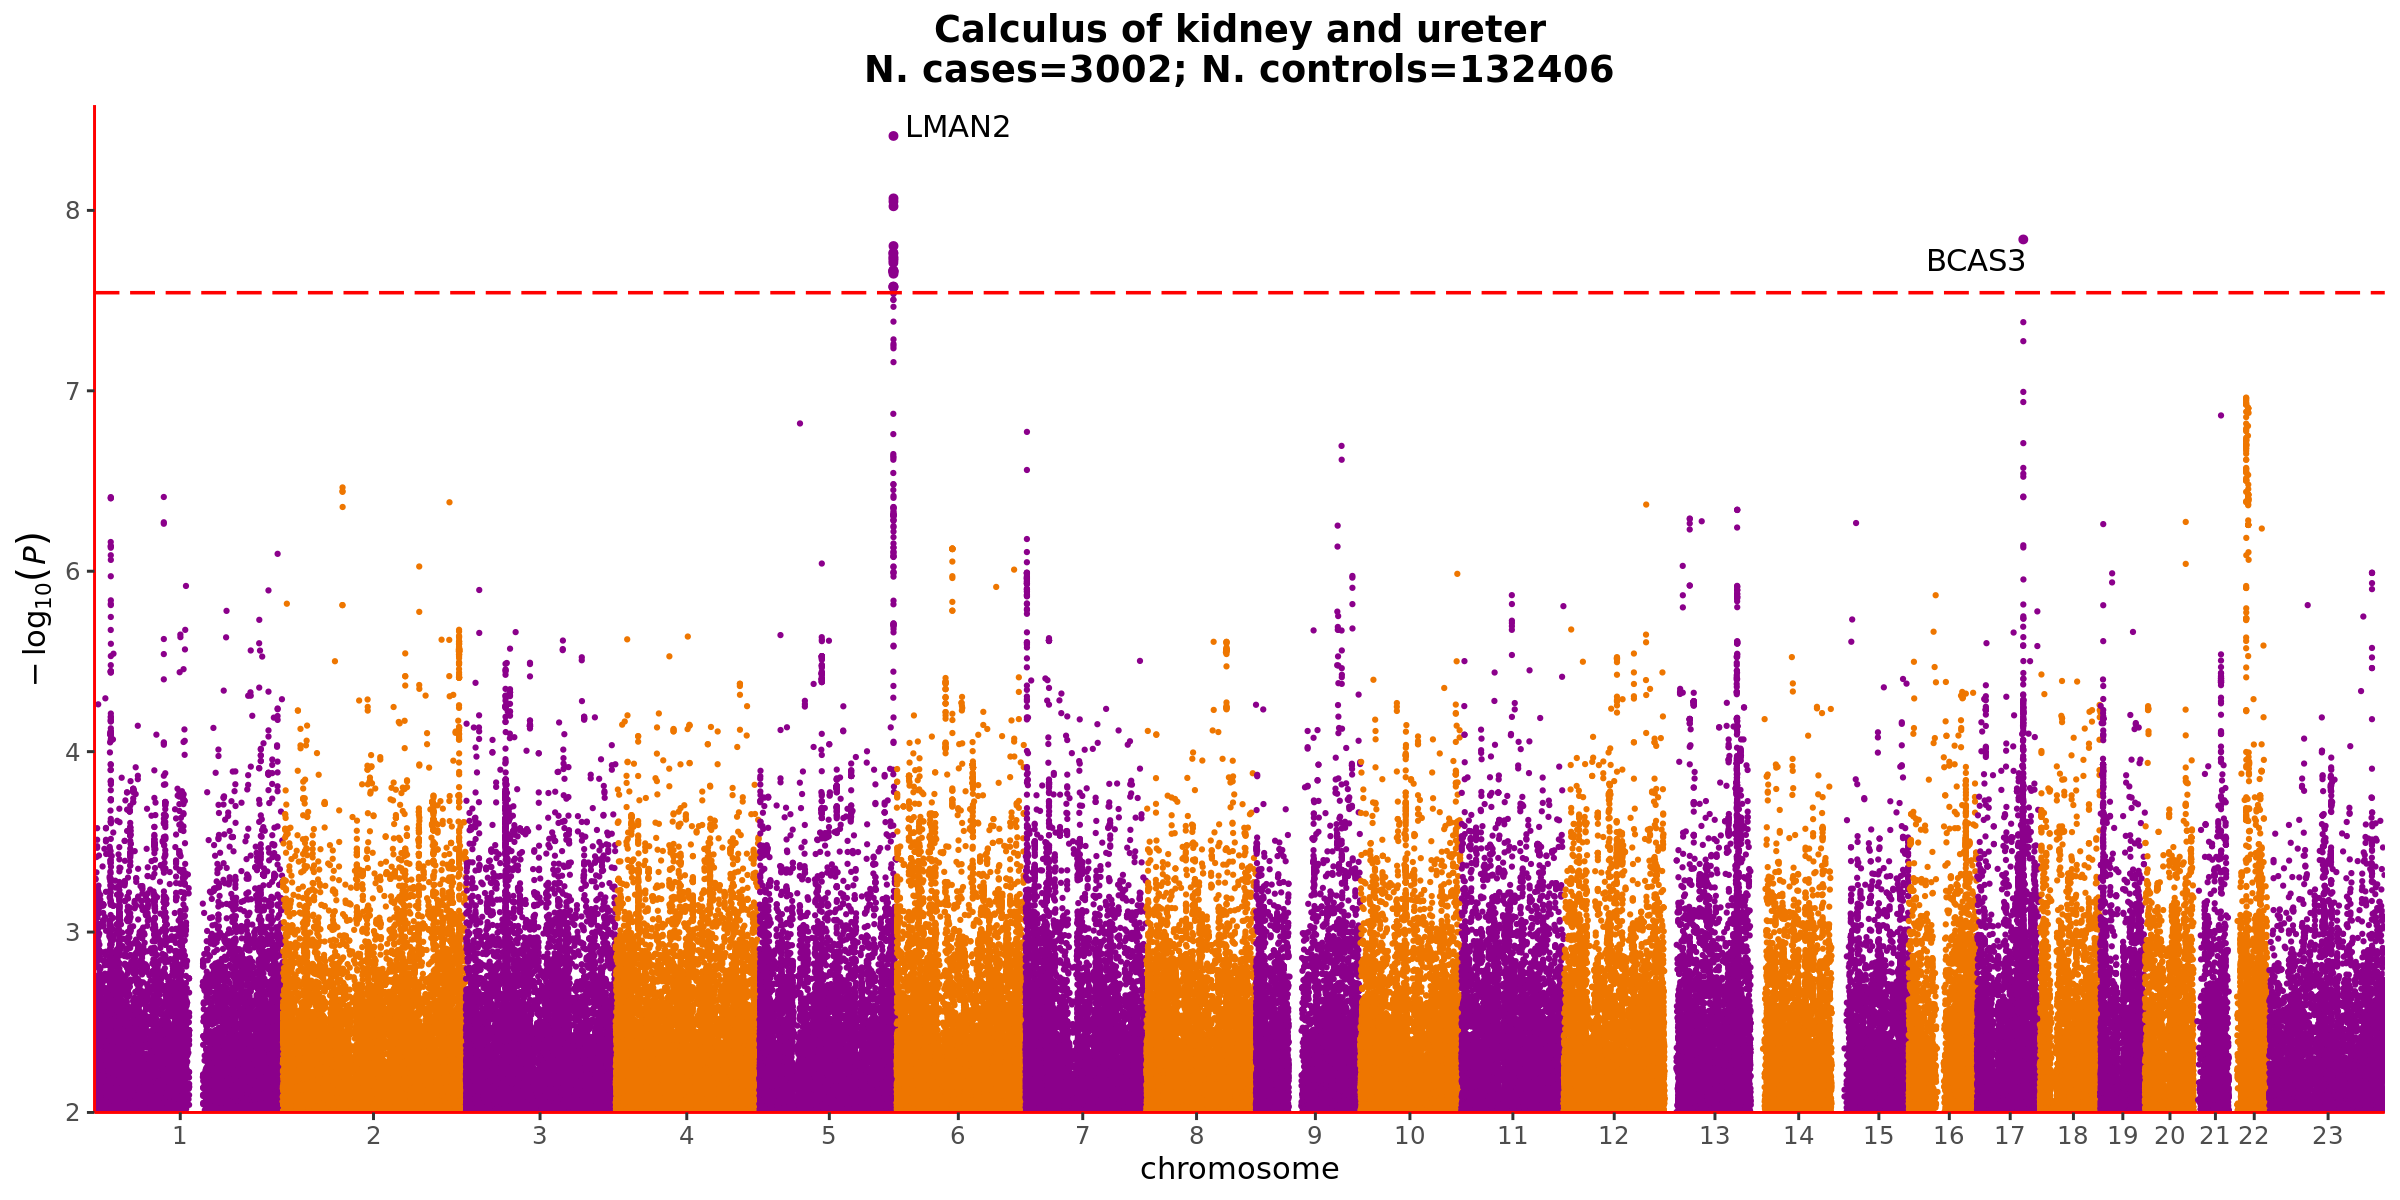 Calculus of kidney and ureter
N. cases=3002; N. controls=132406
LMAN2
BCAS3
8
7
6
5
4
3
2
−log10(P)
1 2 3 4 5 6 7 8 9 10 11 12 13 14 15 16 17 18 19 20 21 22 23
chromosome